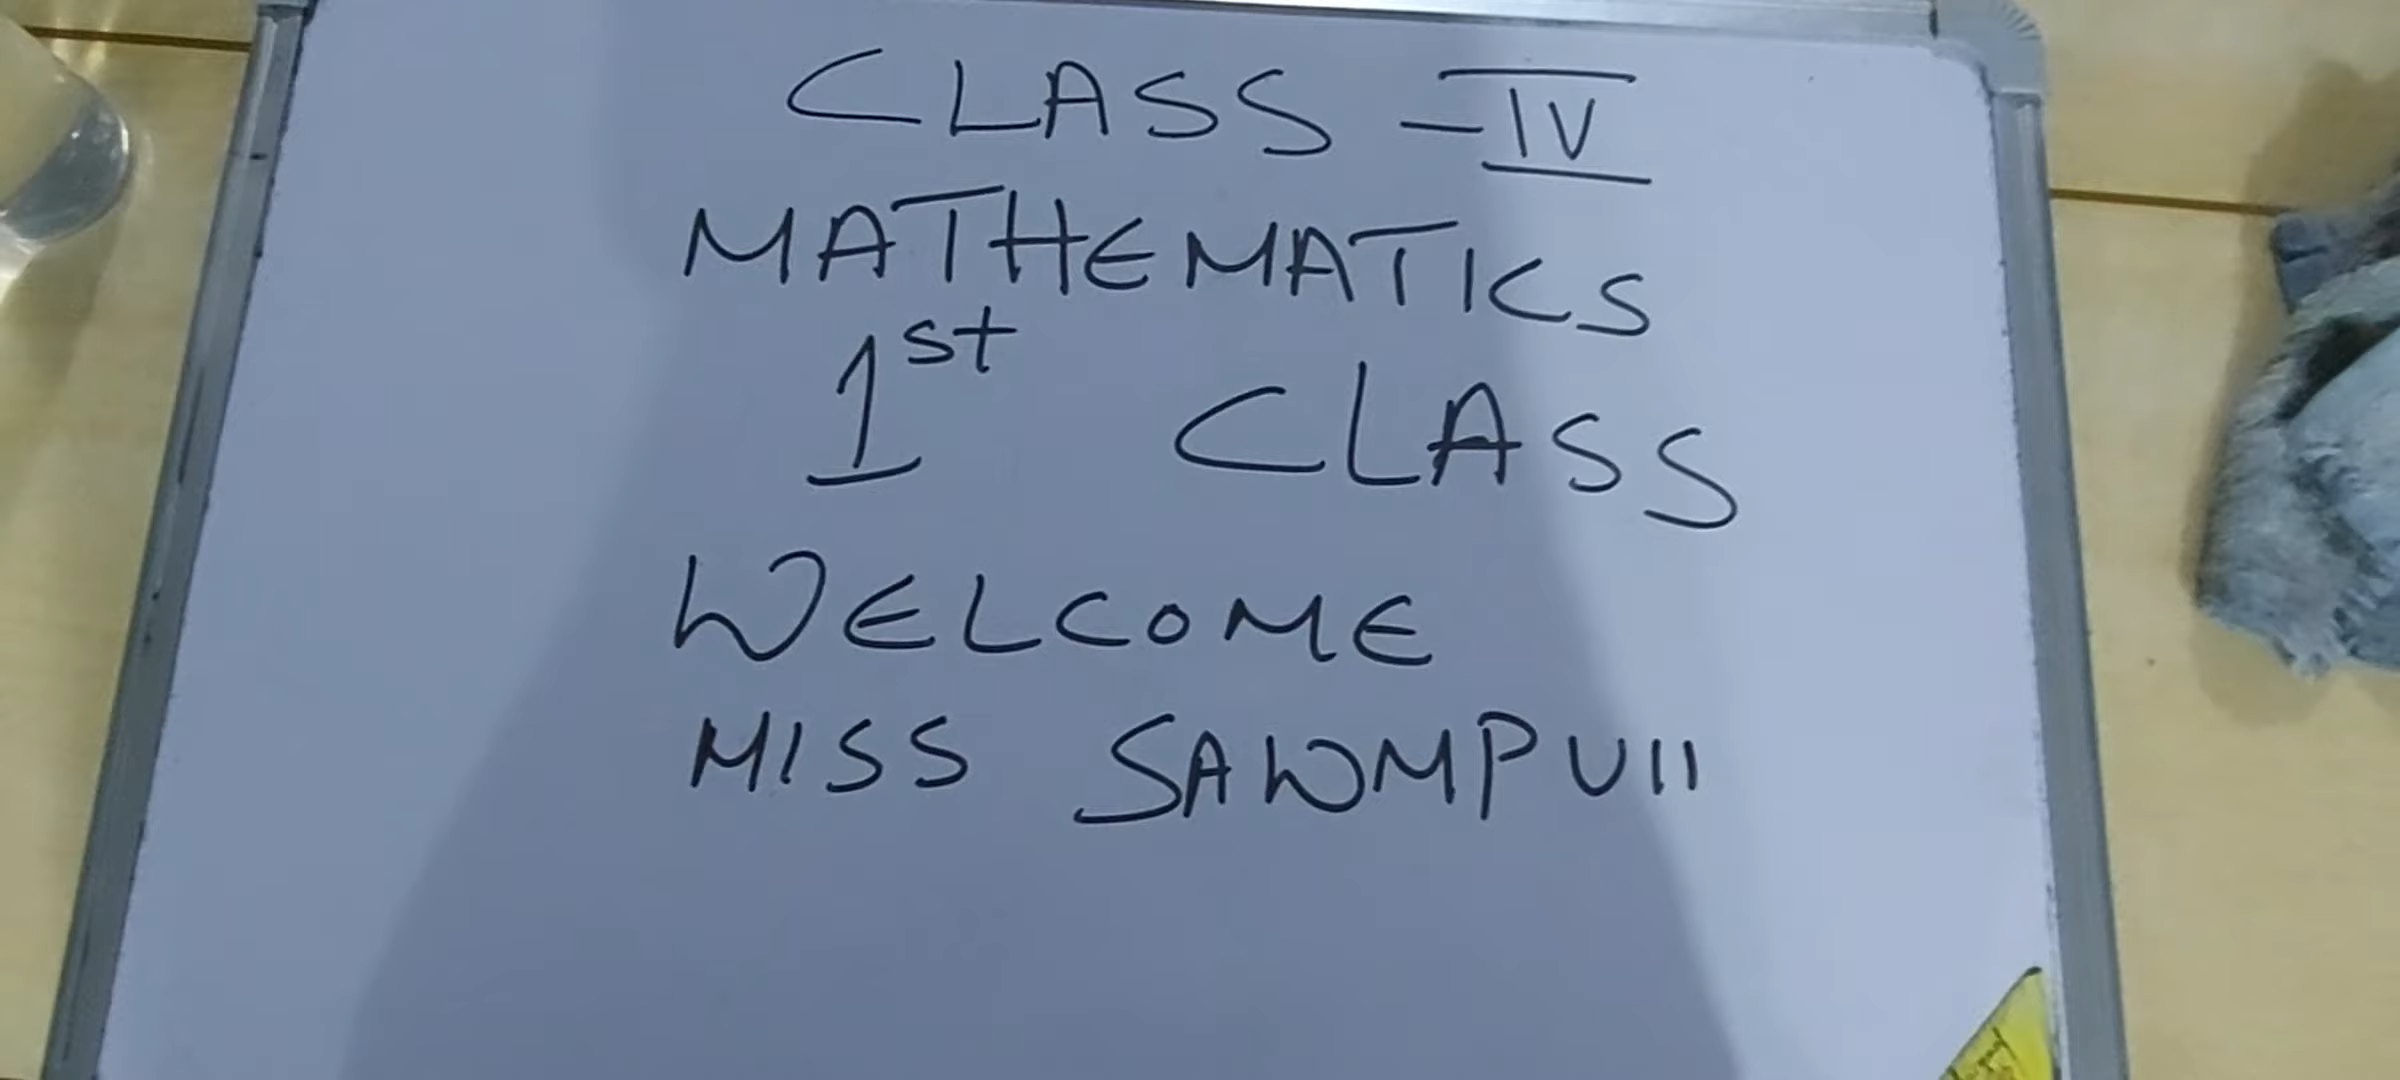 CLASS - IV
MATHEMATICS
1st CLASS
WELCOME
MISS SAWMPUII